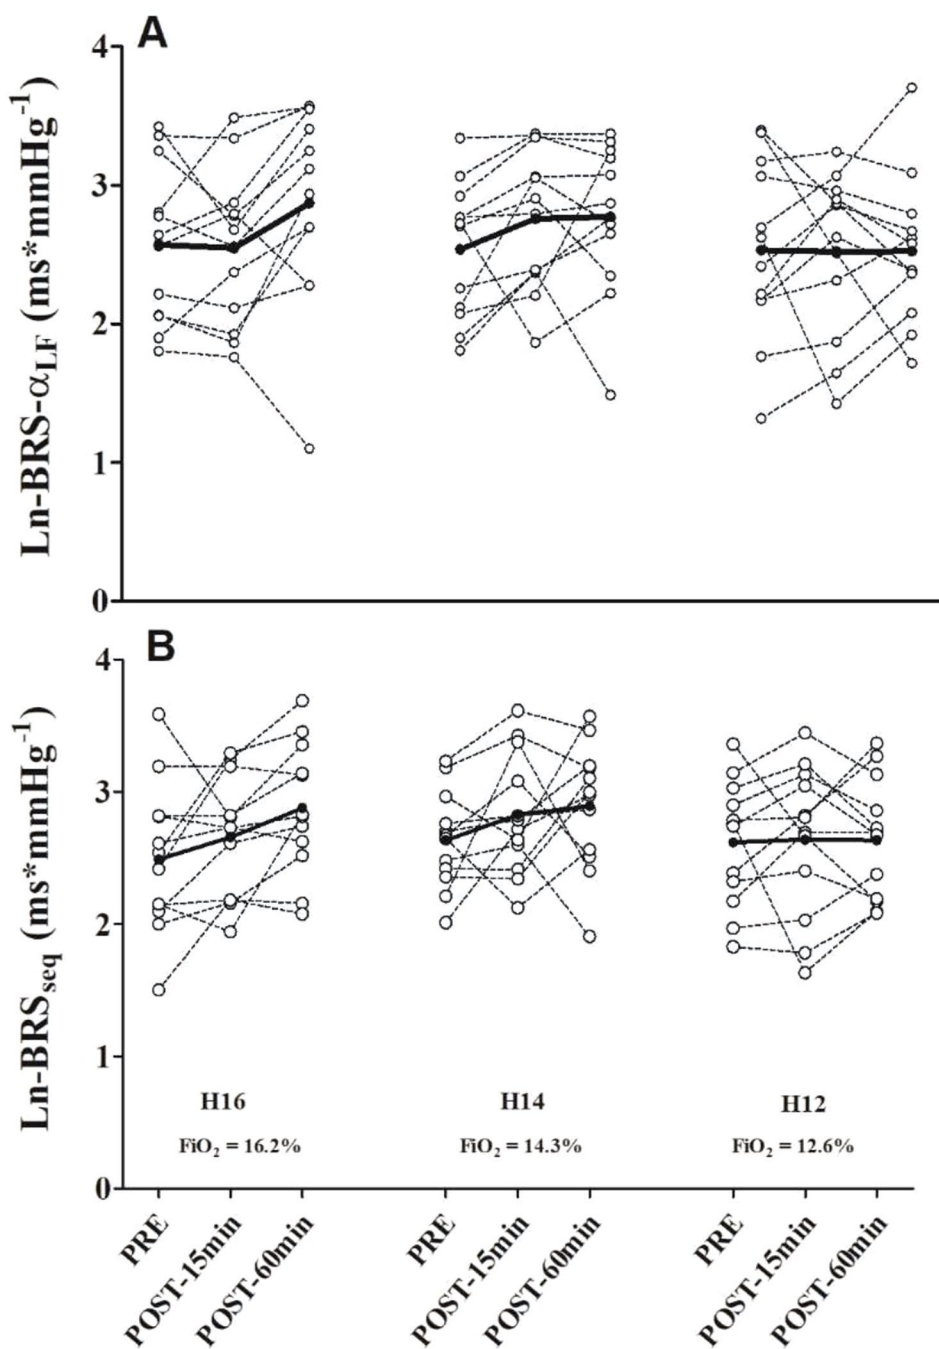 A
Ln-BRS-αLF (ms*mmHg-1)
4
3
2
1
0
B
Ln-BRSseq (ms*mmHg-1)
4
3
2
1
0
H16 H14 H12
FiO2 = 16.2% FiO2 = 14.3% FiO2 = 12.6%
PRE POST-15min POST-60min PRE POST-15min POST-60min PRE POST-15min POST-60min